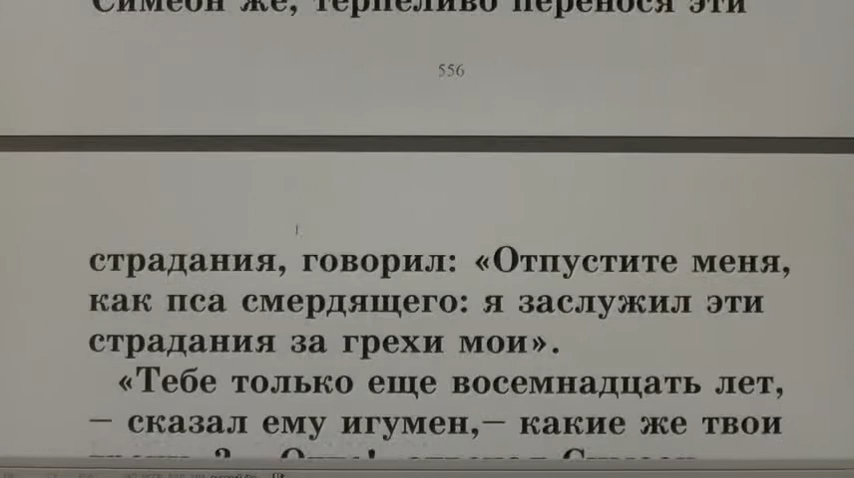 Симеон же, терпеливо перенося эти
556
страдания, говорил: «Отпустите меня,
как пса смердящего: я заслужил эти
страдания за грехи мои».
«Тебе только еще восемнадцать лет,
— сказал ему игумен,— какие же твои